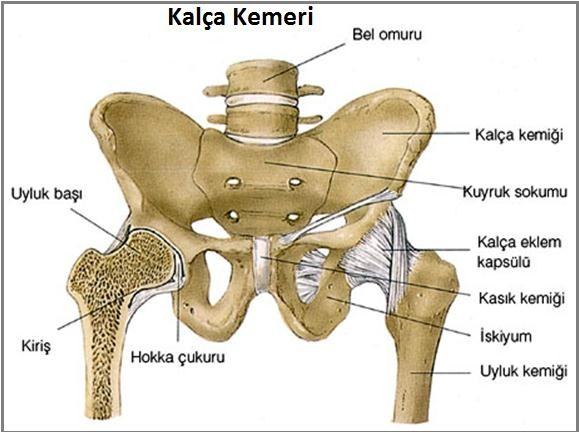 Kalça Kemeri
Bel omuru
Kalça kemiği
Kuyruk sokumu
Uyluk başı
Kalça eklem
kapsülü
Kasık kemiği
İskiyum
Kiriş
Hokka çukuru
Uyluk kemiği